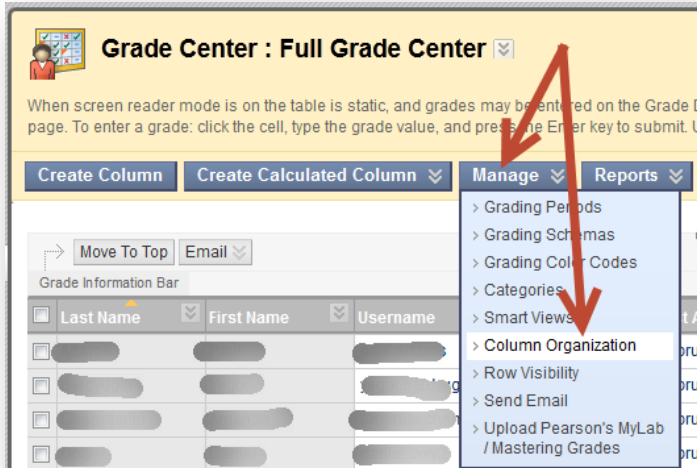 Grade Center : Full Grade Center
When screen reader mode is on the table is static, and grades may be entered on the Grade
page. To enter a grade: click the cell, type the grade value, and press the Enter key to submit.
Create Column Create Calculated Column Manage Reports
> Grading Periods
> Grading Schemas
> Grading Color Codes
> Categories
> Smart Views
> Column Organization
> Row Visibility
> Send Email
> Upload Pearson's MyLab
/ Mastering Grades
Move To Top Email
Grade Information Bar
Last Name First Name Username